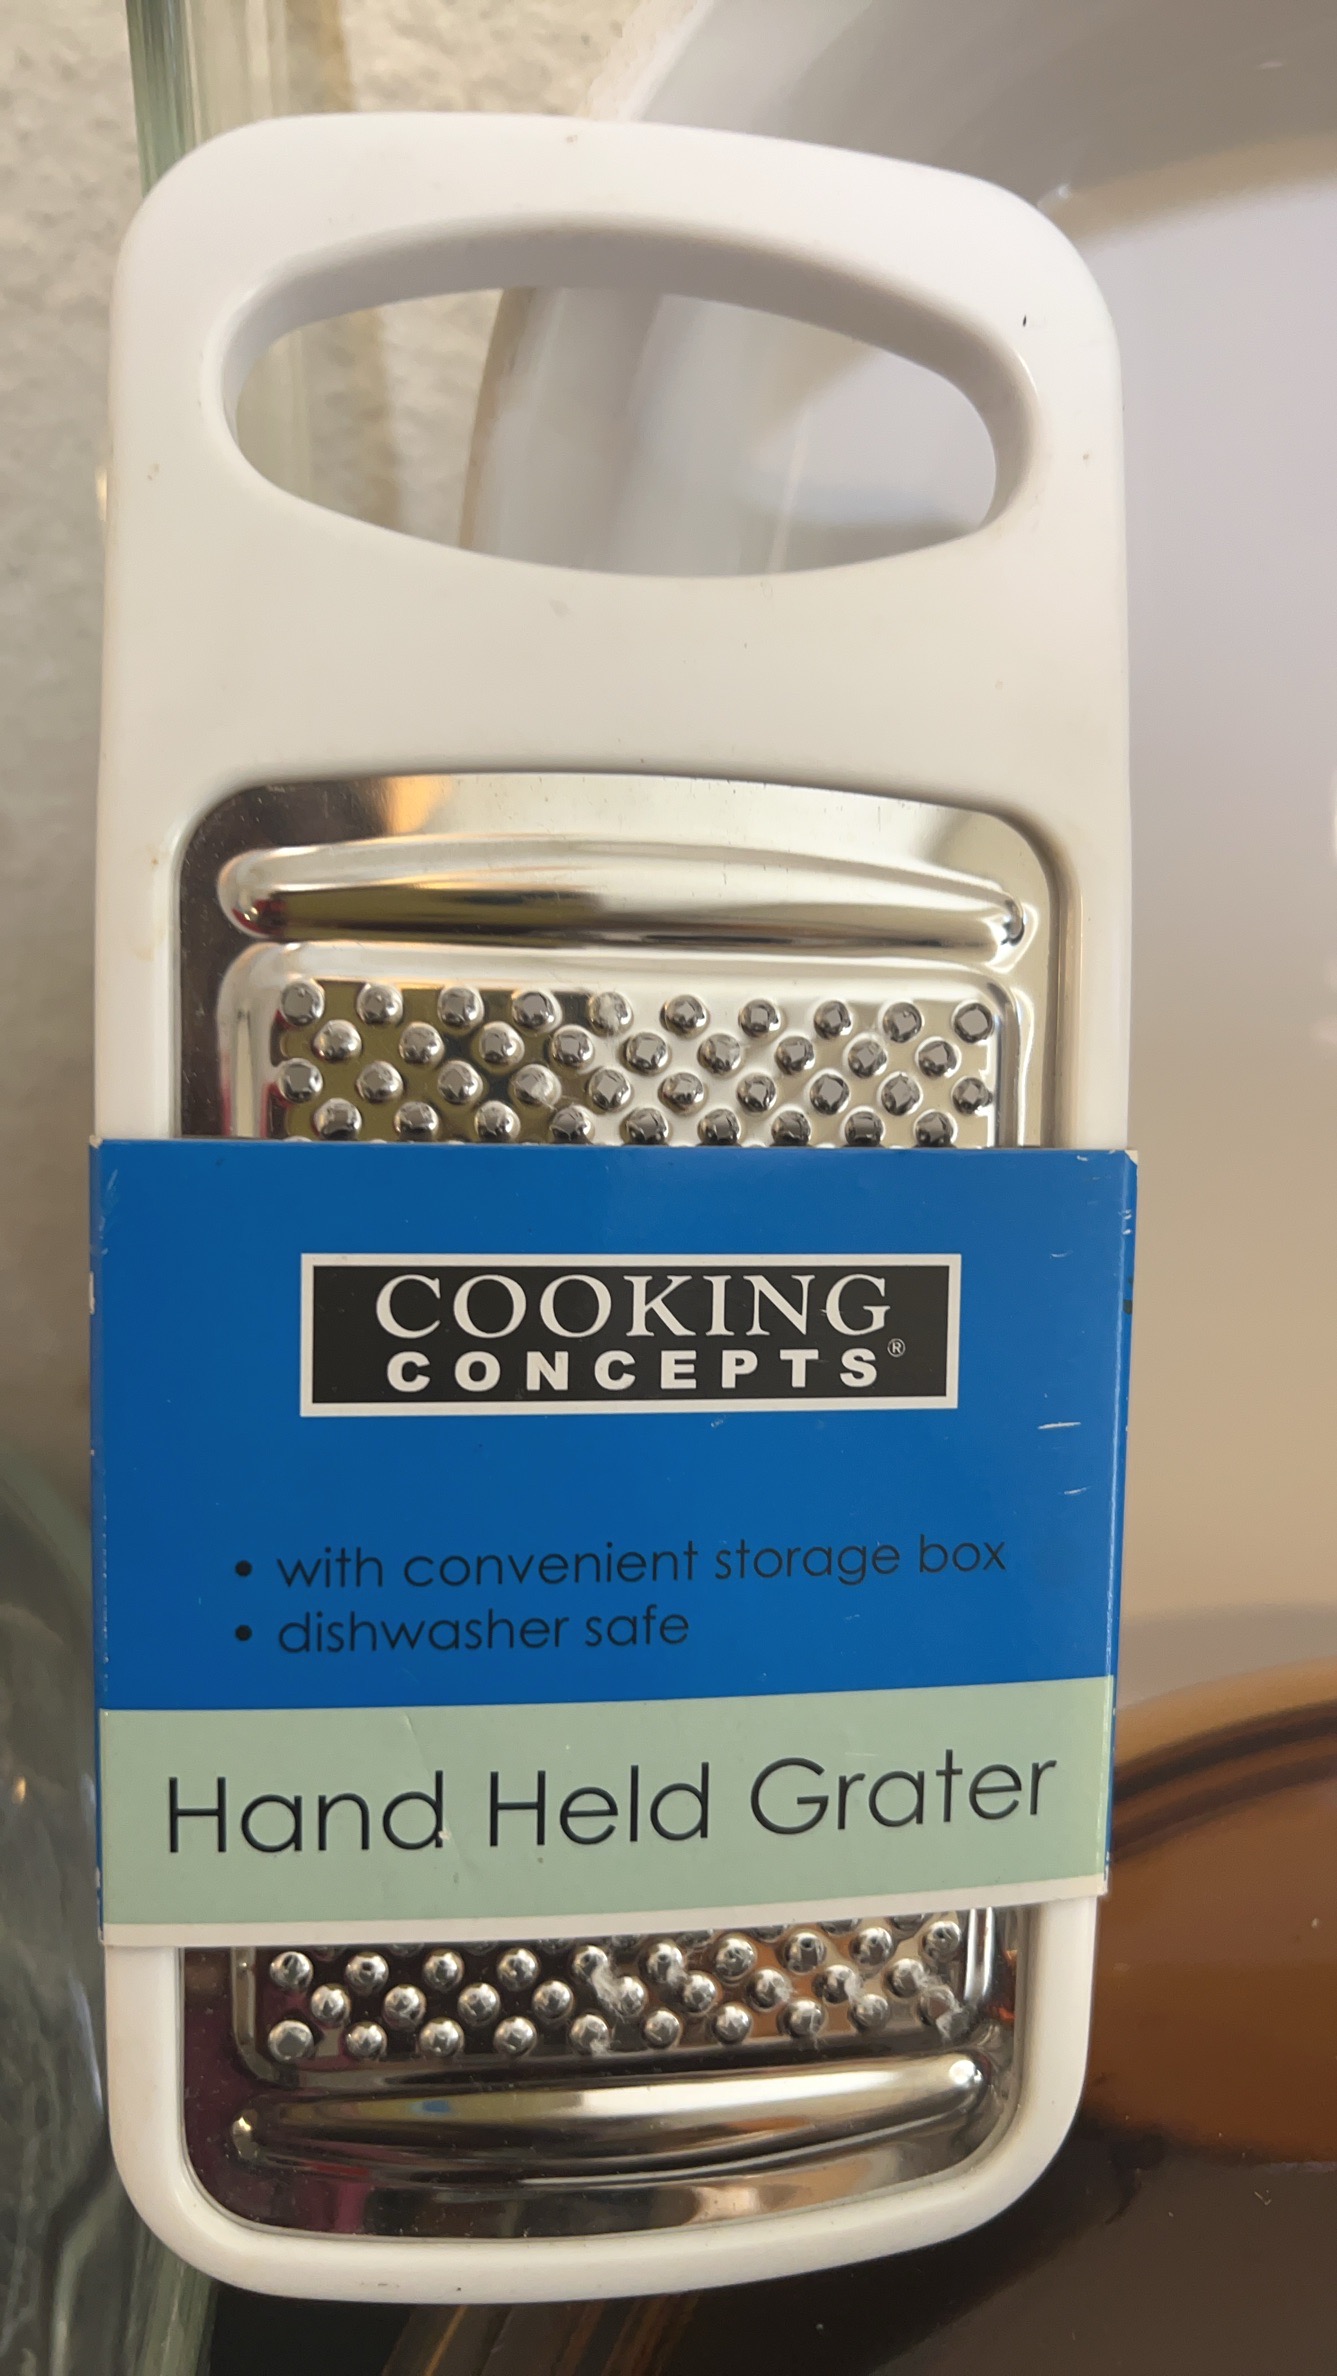 COOKING
CONCEPTS®
• with convenient storage box
• dishwasher safe
Hand Held Grater